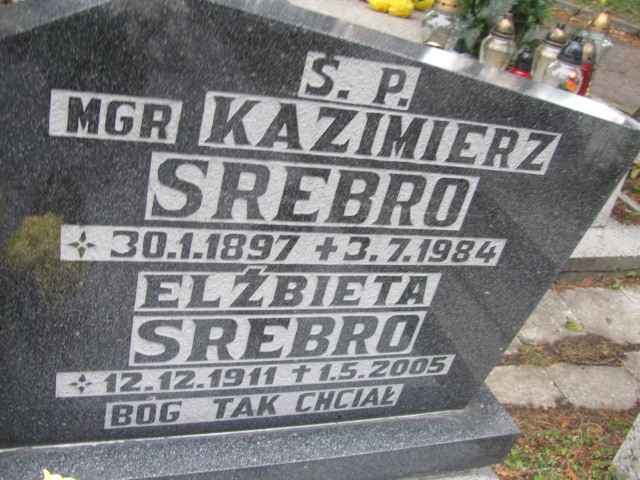 Ś. P.
MGR KAZIMIERZ
SREBRO
30.1.1897 +3.7.1984
ELŻBIETA
SREBRO
12.12.1911 †1.5.2005
BÓG TAK CHCIAŁ